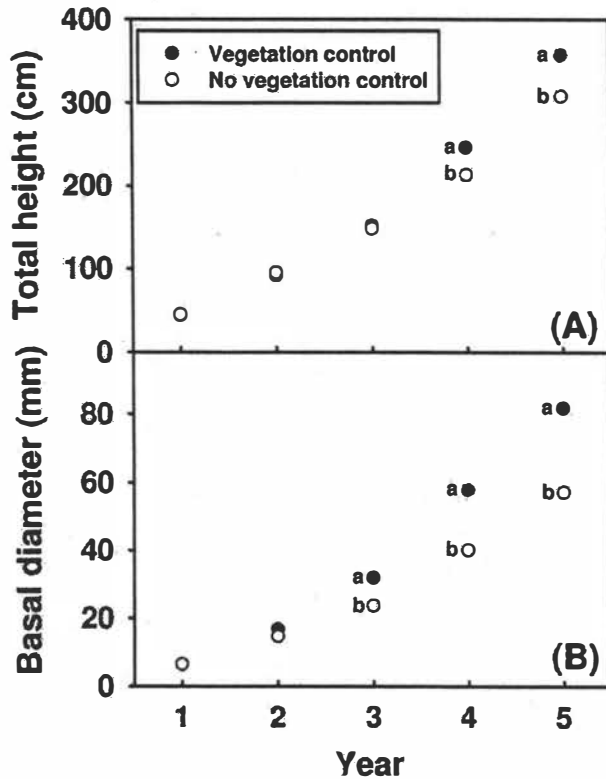 400
300
200
100
0
Total height (cm)
Vegetation control
No vegetation control
a
b
a
b
(A)
80
60
40
20
0
Basal diameter (mm)
a
b
a
b
a
b
(B)
1 2 3 4 5
Year